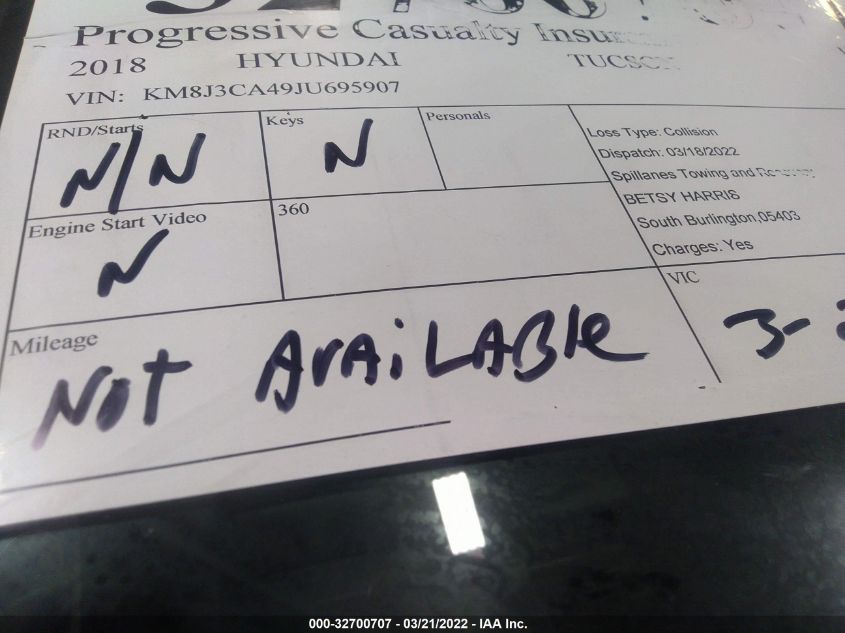 Progressive Casualty
2018 HYUNDAI TUCSON
VIN: KM8J3CA49JU695907
RND/Starts Keys Personals
N/N N
Loss Type: Collision
Dispatch: 03/18/2022
Spillanes Towing and
BETSY HARRIS
South Burlington,05403
Charges: Yes
Engine Start Video 360
N
Mileage VIC
Not AvAiLABle 3-
000-32700707 - 03/21/2022 - IAA Inc.